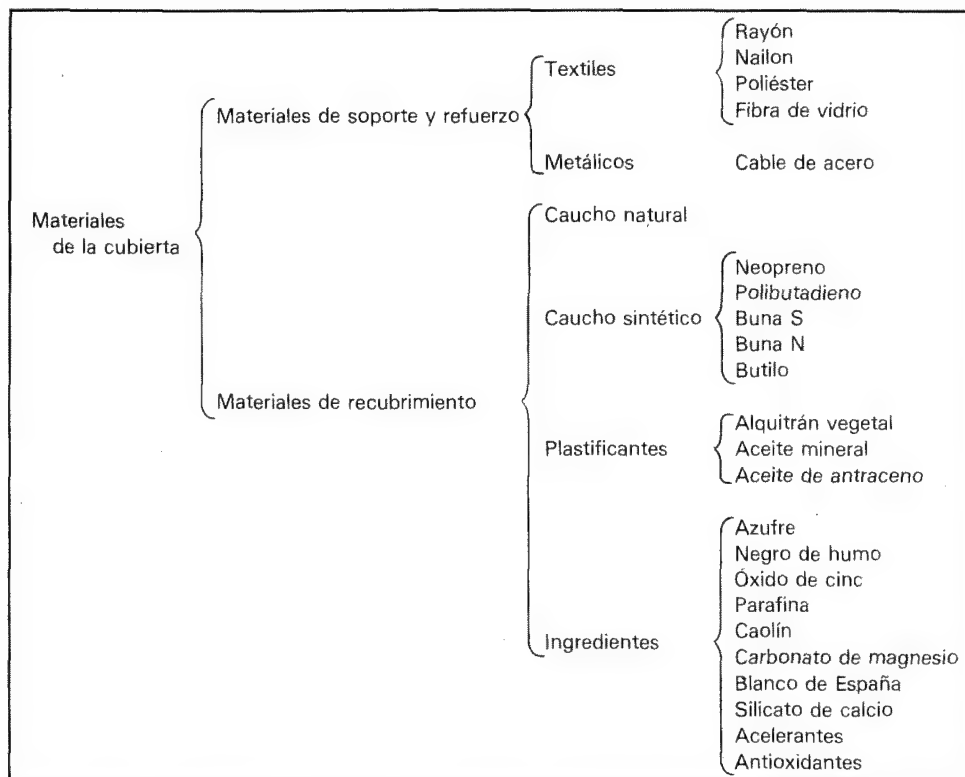 Materiales
de la cubierta
Materiales de soporte y refuerzo
Textiles
Rayón
Nailon
Poliéster
Fibra de vidrio
Metálicos
Cable de acero
Materiales de recubrimiento
Caucho natural
Caucho sintético
Neopreno
Polibutadieno
Buna S
Buna N
Butilo
Plastificantes
Alquitrán vegetal
Aceite mineral
Aceite de antraceno
Ingredientes
Azufre
Negro de humo
Óxido de cinc
Parafina
Caolín
Carbonato de magnesio
Blanco de España
Silicato de calcio
Acelerantes
Antioxidantes